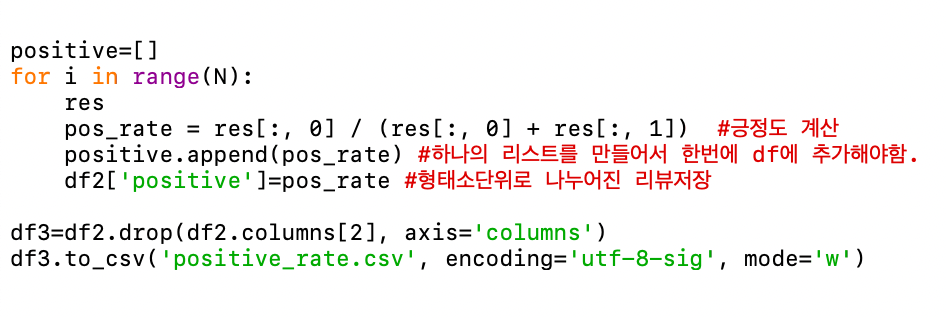 positive=[]
for i in range(N):
    res
    pos_rate = res[:, 0] / (res[:, 0] + res[:, 1])  #긍정도 계산
    positive.append(pos_rate) #하나의 리스트를 만들어서 한번에 df에 추가해야함.
    df2['positive']=pos_rate #형태소단위로 나누어진 리뷰저장
df3=df2.drop(df2.columns[2], axis='columns')
df3.to_csv('positive_rate.csv', encoding='utf-8-sig', mode='w')